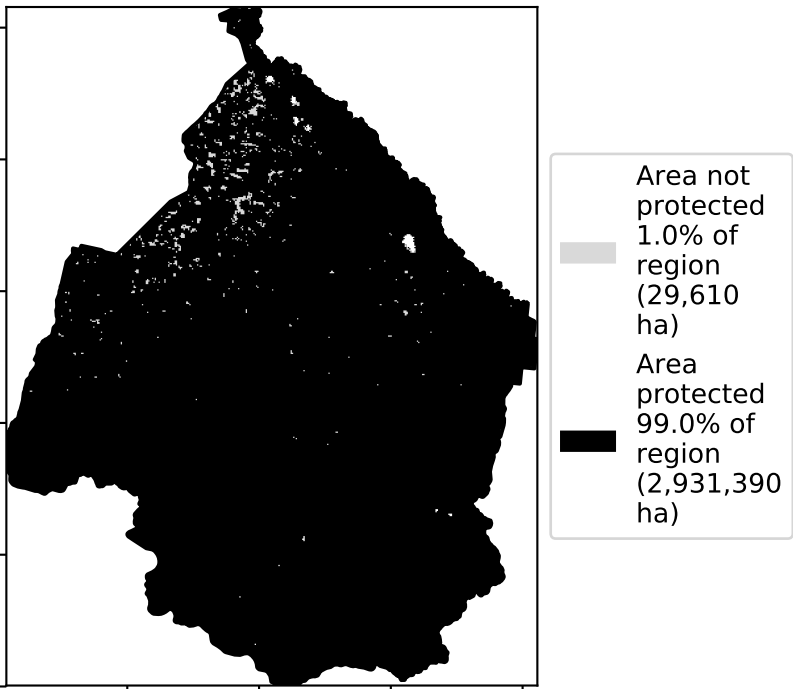 Area not
protected
1.0% of
region
(29,610
ha)
Area
protected
99.0% of
region
(2,931,390
ha)